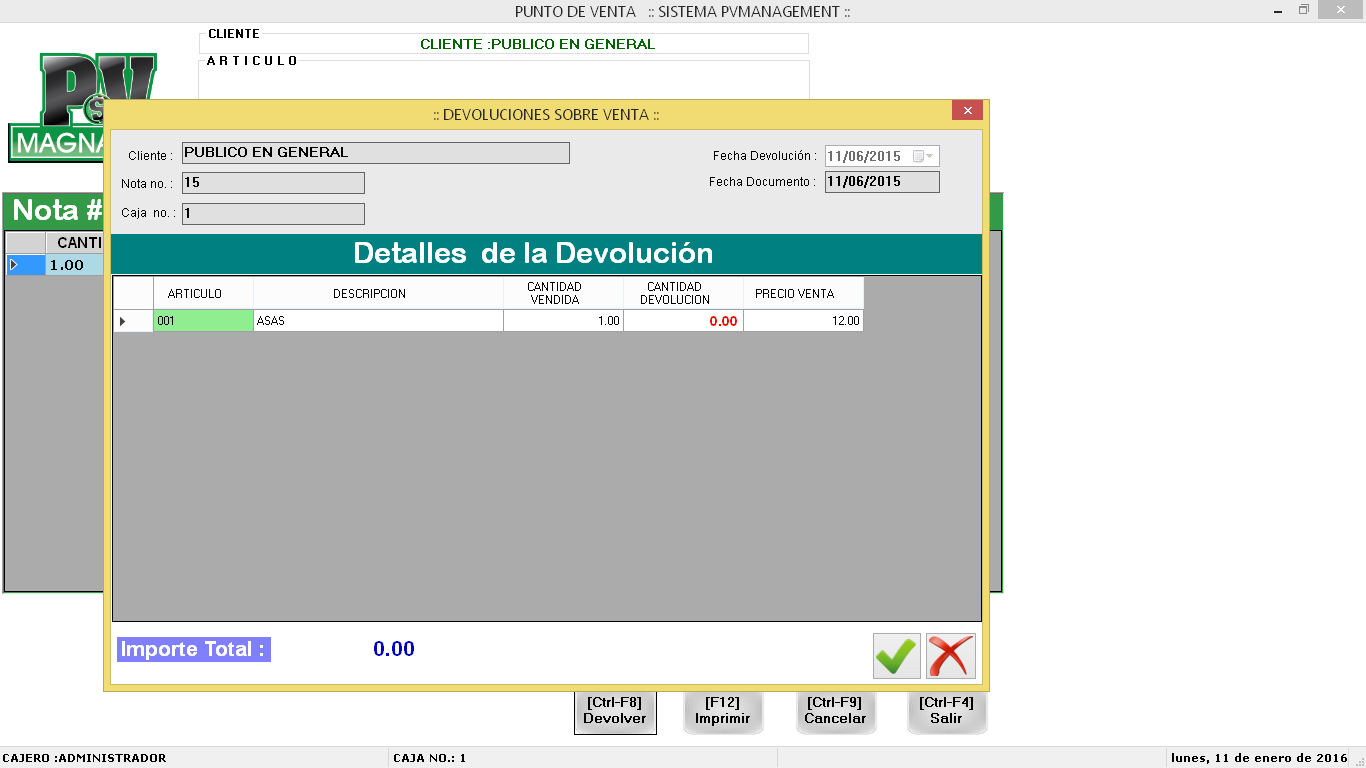 PUNTO DE VENTA :: SISTEMA PVMANAGEMENT ::
CLIENTE
CLIENTE :PUBLICO EN GENERAL
ARTICULO
P$V
MAGNA
:: DEVOLUCIONES SOBRE VENTA ::
Cliente : PUBLICO EN GENERAL
Fecha Devolución : 11/06/2015
Nota no. : 15
Fecha Documento : 11/06/2015
Caja no. : 1
Nota #
Detalles de la Devolución
CANTI
1.00
ARTICULO DESCRIPCION CANTIDAD VENDIDA CANTIDAD DEVOLUCION PRECIO VENTA
001 ASAS 1.00 0.00 12.00
Importe Total : 0.00
[Ctrl-F8] [F12] [Ctrl-F9] [Ctrl-F4]
Devolver Imprimir Cancelar Salir
CAJERO :ADMINISTRADOR CAJA NO.: 1 lunes, 11 de enero de 2016